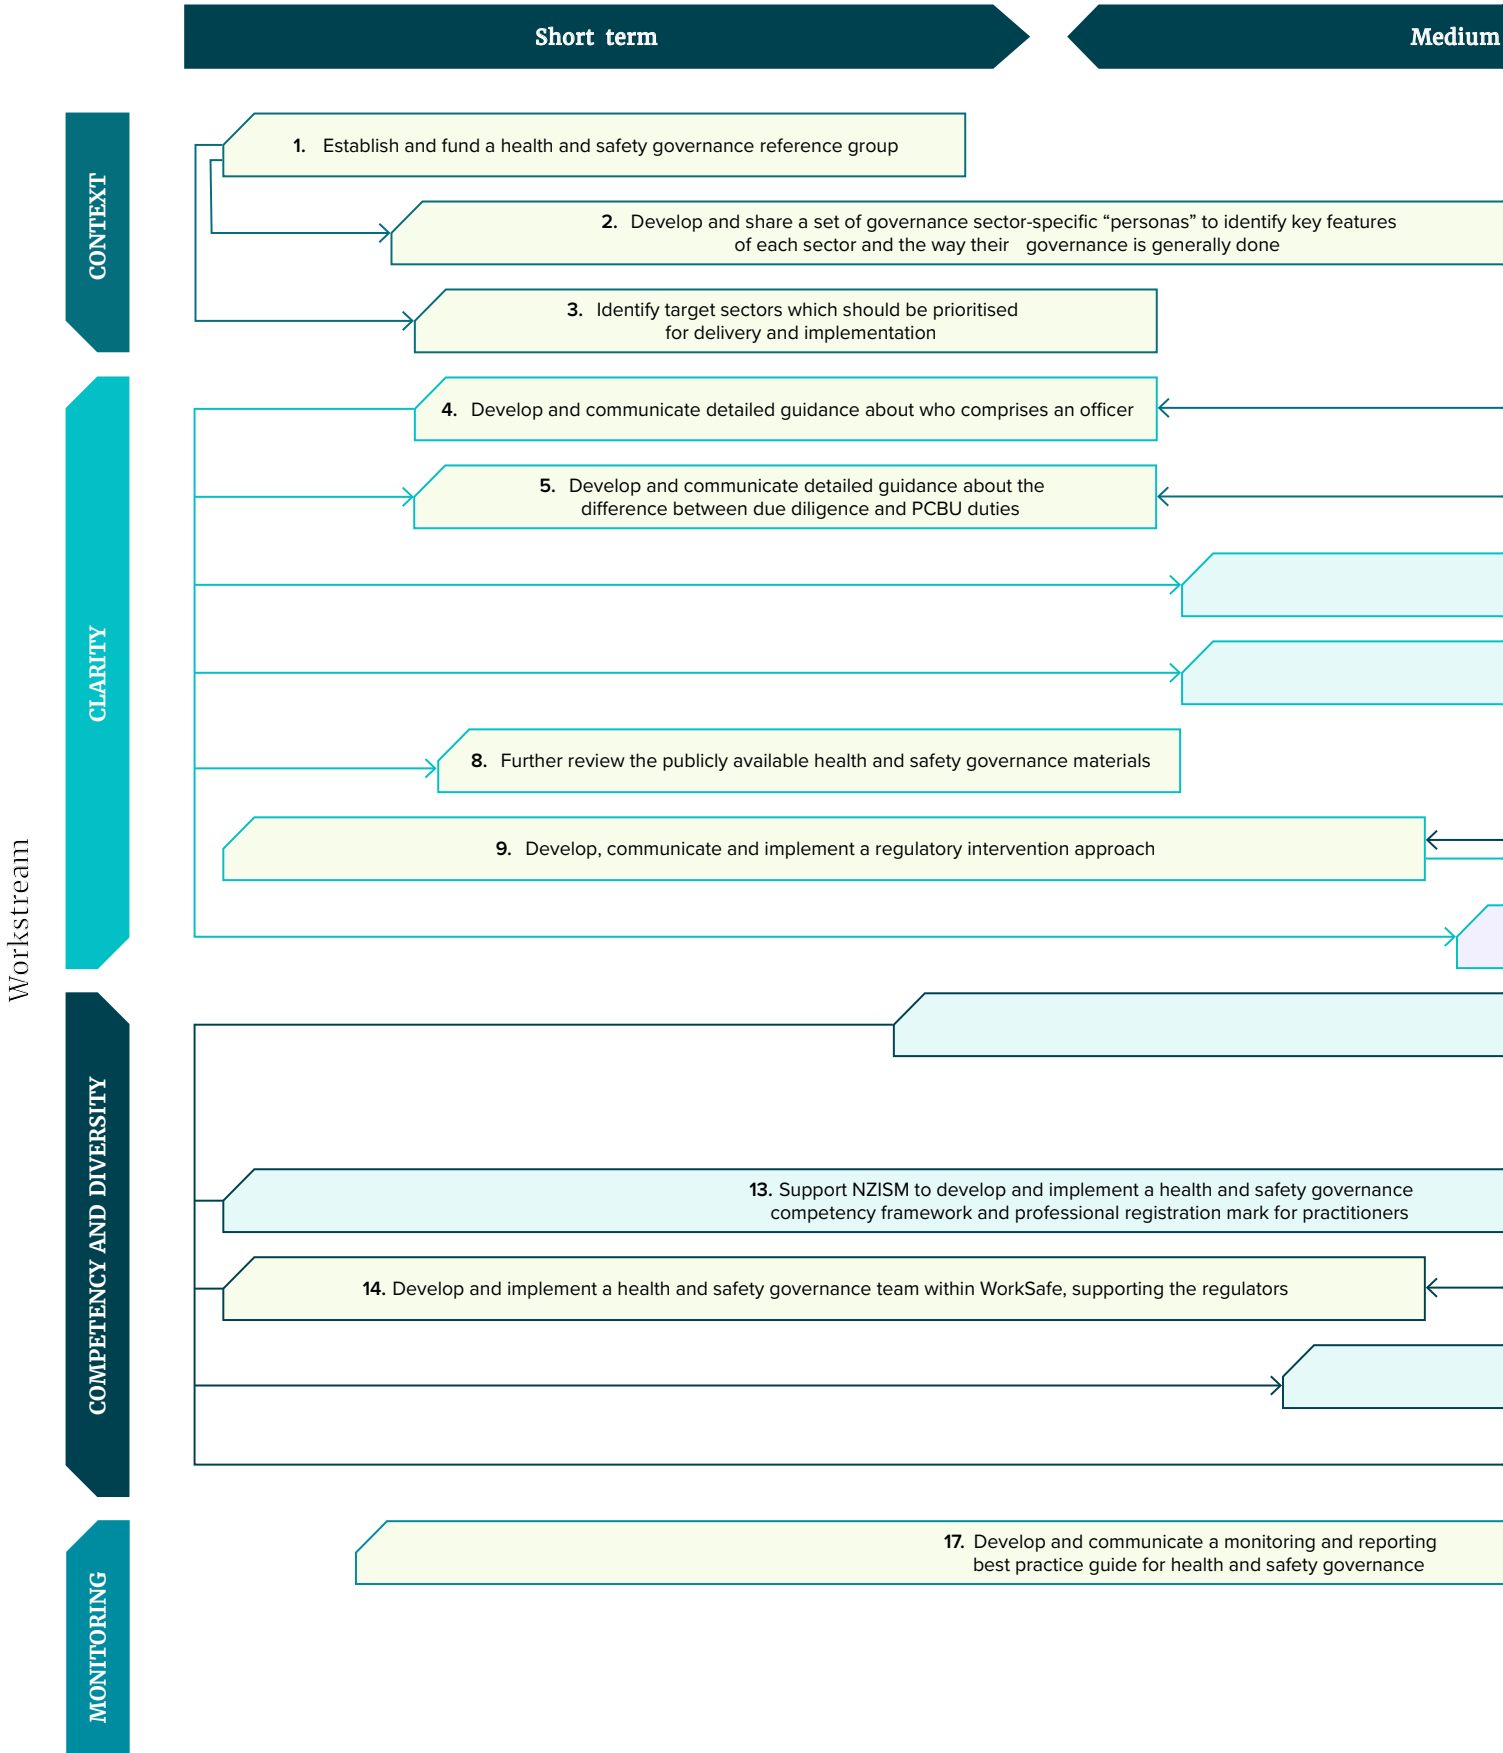 Short term
Medium
Workstream
CONTEXT
1. Establish and fund a health and safety governance reference group
2. Develop and share a set of governance sector-specific “personas” to identify key features
of each sector and the way their governance is generally done
3. Identify target sectors which should be prioritised
for delivery and implementation
CLARITY
4. Develop and communicate detailed guidance about who comprises an officer
5. Develop and communicate detailed guidance about the
difference between due diligence and PCBU duties
8. Further review the publicly available health and safety governance materials
9. Develop, communicate and implement a regulatory intervention approach
COMPETENCY AND DIVERSITY
13. Support NZISM to develop and implement a health and safety governance
competency framework and professional registration mark for practitioners
14. Develop and implement a health and safety governance team within WorkSafe, supporting the regulators
MONITORING
17. Develop and communicate a monitoring and reporting
best practice guide for health and safety governance